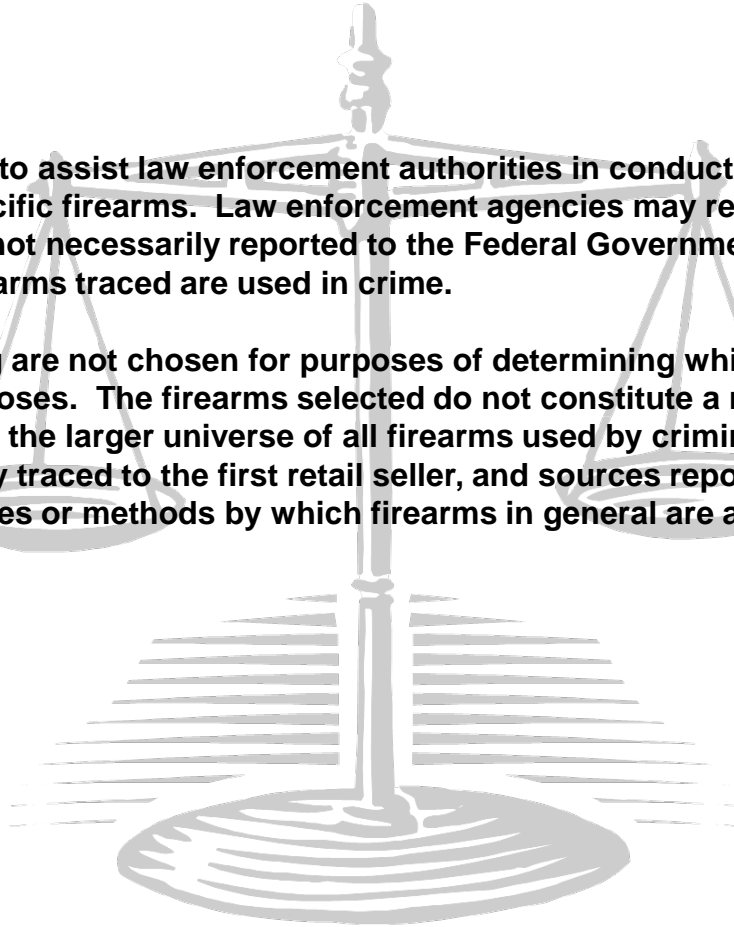 to assist law enforcement authorities in conduct
cific firearms.  Law enforcement agencies may re
not necessarily reported to the Federal Governme
arms traced are used in crime.
g are not chosen for purposes of determining whi
oses.  The firearms selected do not constitute a r
the larger universe of all firearms used by crimin
y traced to the first retail seller, and sources repo
es or methods by which firearms in general are a